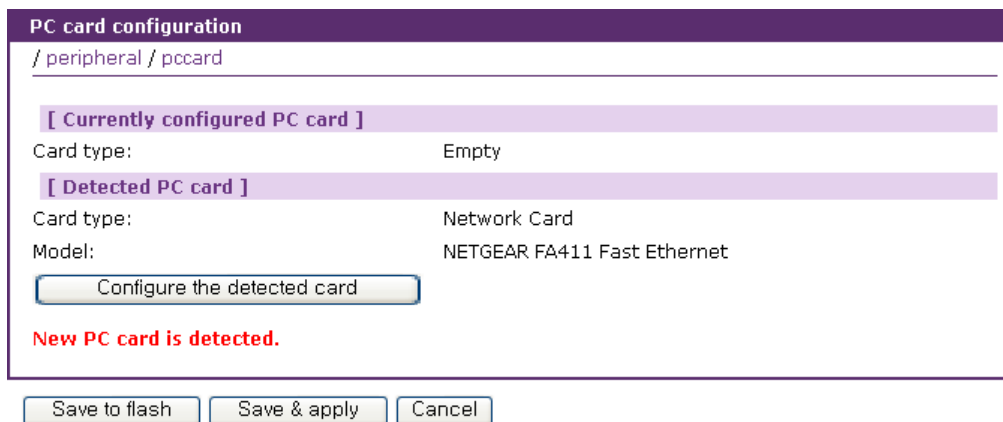 PC card configuration
/ peripheral / pccard
[ Currently configured PC card ]
Card type: Empty
[ Detected PC card ]
Card type: Network Card
Model: NETGEAR FA411 Fast Ethernet
Configure the detected card
New PC card is detected.
Save to flash Save & apply Cancel